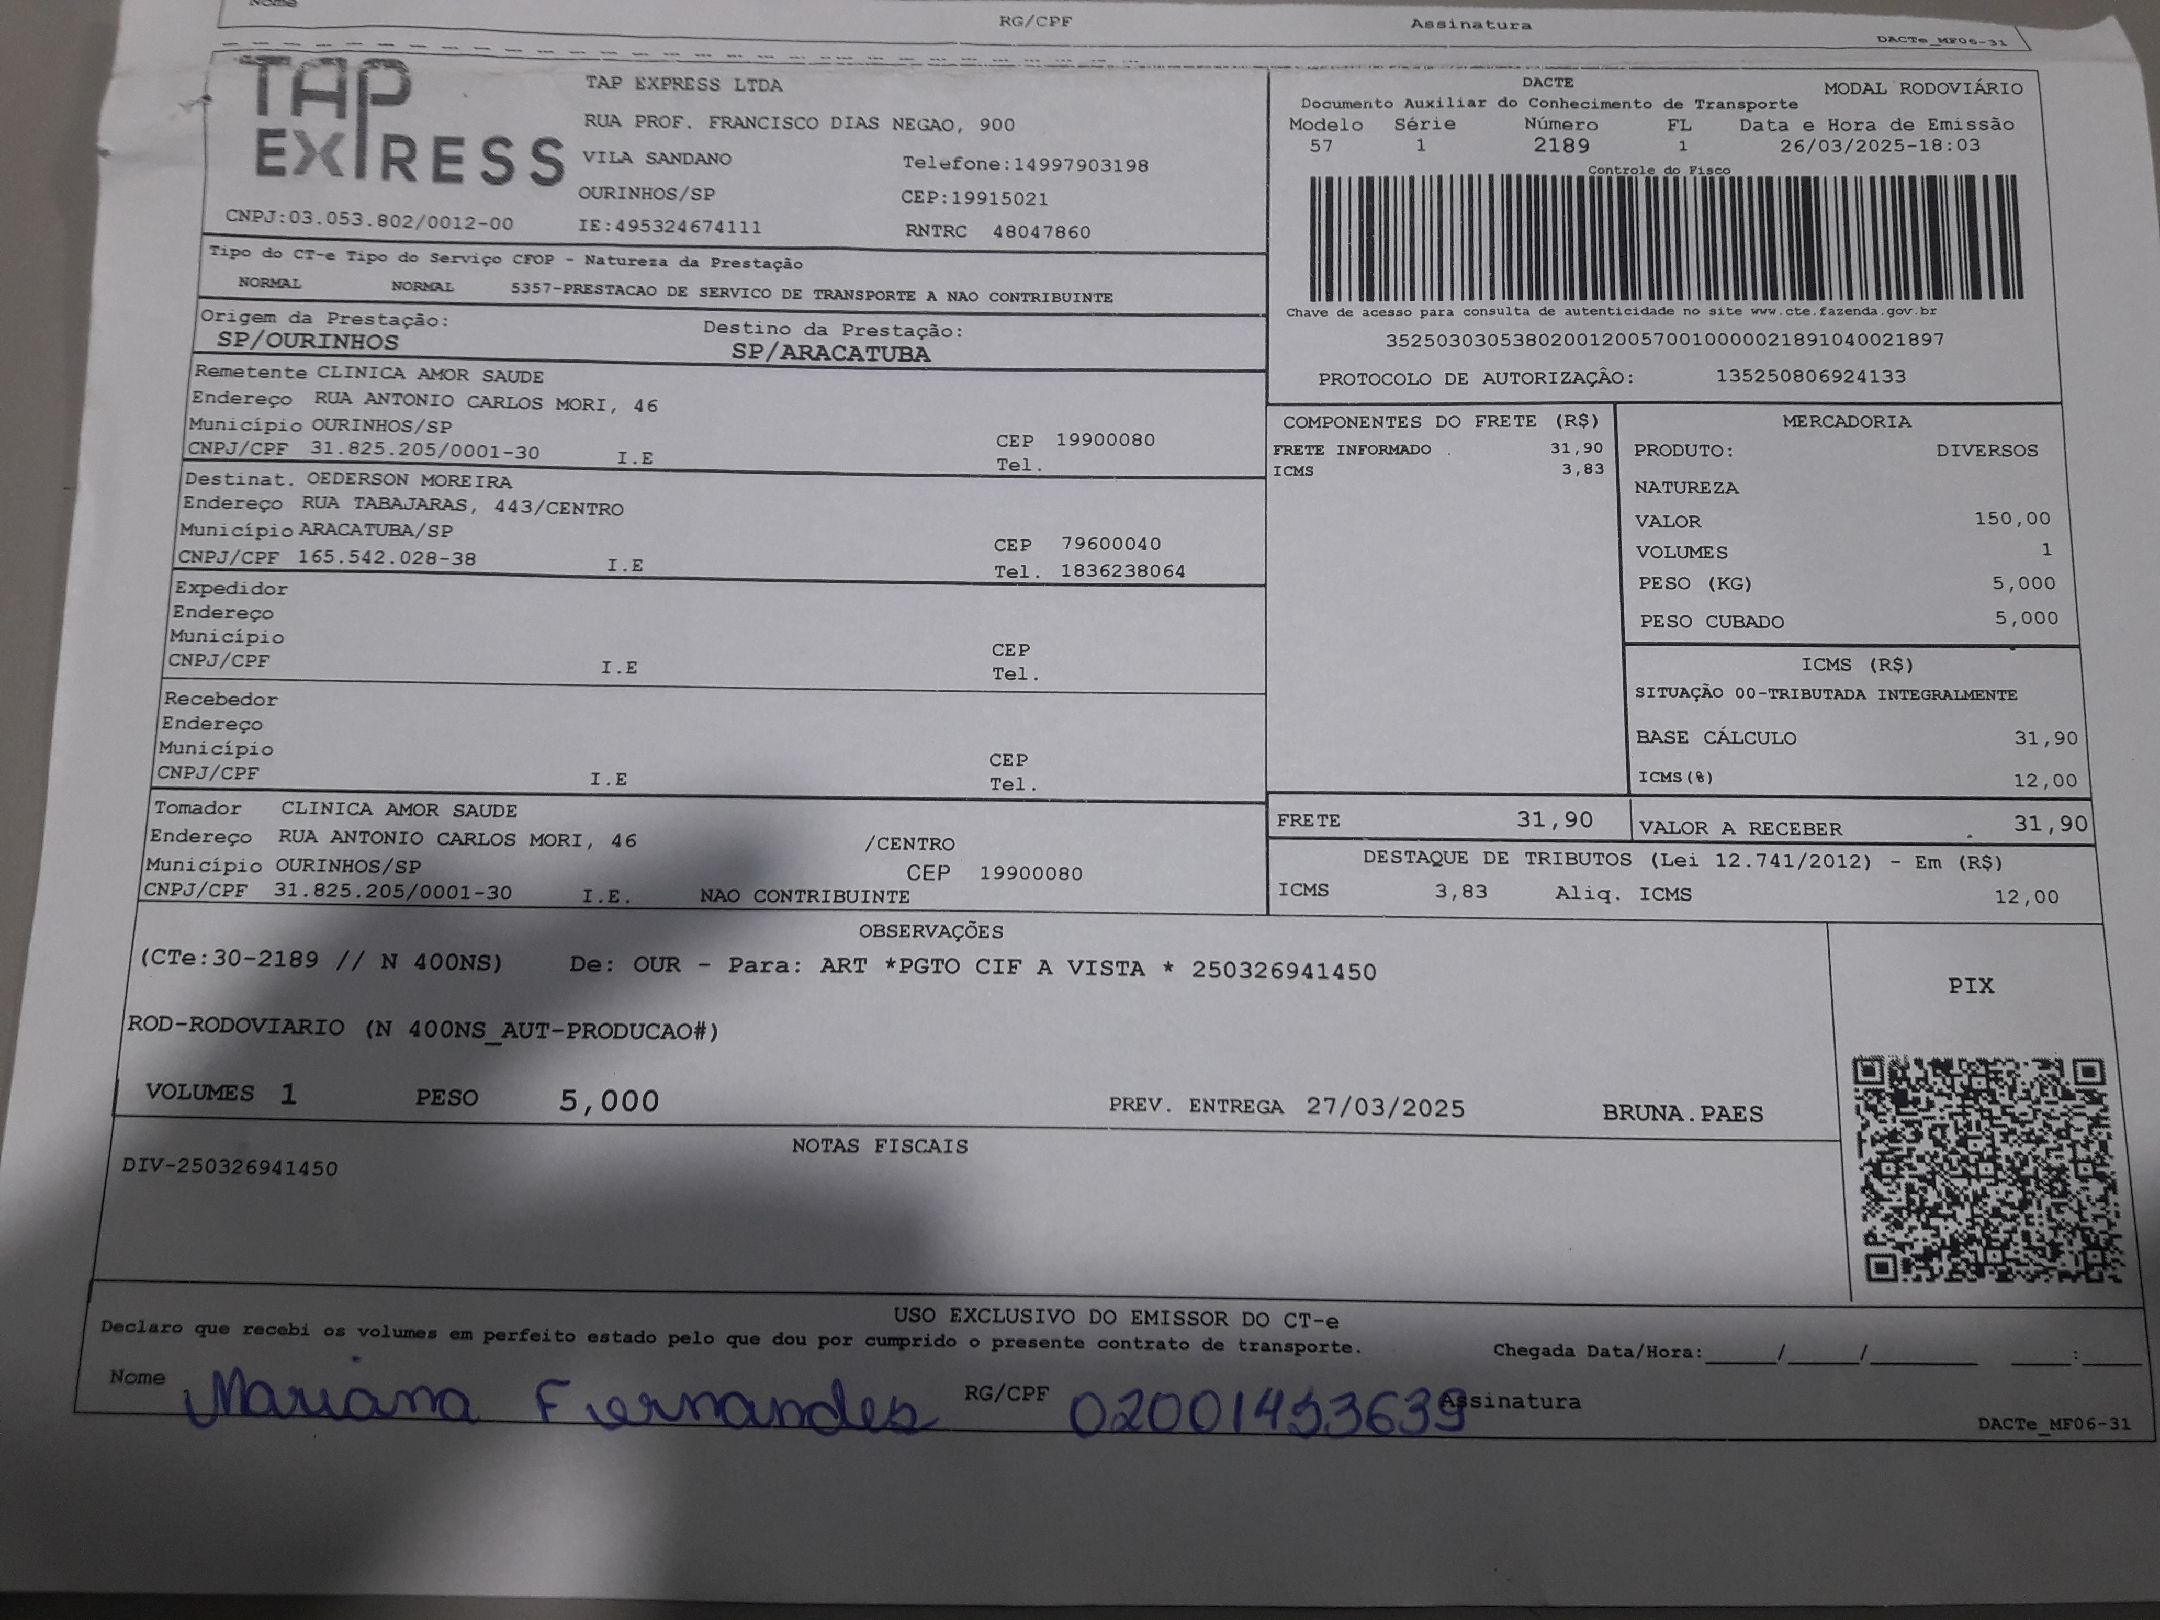 Nome RG/CPF Assinatura
DACTe_MF06-31
TAP EXPRESS
TAP EXPRESS LTDA
RUA PROF. FRANCISCO DIAS NEGAO, 900
VILA SANDANO Telefone:14997903198
OURINHOS/SP CEP:19915021
CNPJ:03.053.802/0012-00 IE:495324674111 RNTRC 48047860
DACTE MODAL RODOVIÁRIO
Documento Auxiliar do Conhecimento de Transporte
Modelo Série Número FL Data e Hora de Emissão
57 1 2189 1 26/03/2025-18:03
Controle do Fisco
Chave de acesso para consulta de autenticidade no site www.cte.fazenda.gov.br
35250303053802001200570010000021891040021897
PROTOCOLO DE AUTORIZAÇÂO: 135250806924133
Tipo do CT-e Tipo do Serviço CFOP - Natureza da Prestação
NORMAL NORMAL 5357-PRESTACAO DE SERVICO DE TRANSPORTE A NAO CONTRIBUINTE
Origem da Prestação: Destino da Prestação:
SP/OURINHOS SP/ARACATUBA
Remetente CLINICA AMOR SAUDE
Endereço RUA ANTONIO CARLOS MORI, 46
Município OURINHOS/SP CEP 19900080
CNPJ/CPF 31.825.205/0001-30 I.E Tel.
Destinat. OEDERSON MOREIRA
Endereço RUA TABAJARAS, 443/CENTRO
Município ARACATUBA/SP CEP 79600040
CNPJ/CPF 165.542.028-38 I.E Tel. 1836238064
Expedidor
Endereço
Município CEP
CNPJ/CPF I.E Tel.
Recebedor
Endereço
Município CEP
CNPJ/CPF I.E Tel.
Tomador CLINICA AMOR SAUDE
Endereço RUA ANTONIO CARLOS MORI, 46 /CENTRO
Município OURINHOS/SP CEP 19900080
CNPJ/CPF 31.825.205/0001-30 I.E. NAO CONTRIBUINTE
COMPONENTES DO FRETE (R$)
FRETE INFORMADO 31,90
ICMS 3,83
MERCADORIA
PRODUTO: DIVERSOS
NATUREZA
VALOR 150,00
VOLUMES 1
PESO (KG) 5,000
PESO CUBADO 5,000
ICMS (R$)
SITUAÇÃO 00-TRIBUTADA INTEGRALMENTE
BASE CÁLCULO 31,90
ICMS(%) 12,00
FRETE 31,90 VALOR A RECEBER 31,90
DESTAQUE DE TRIBUTOS (Lei 12.741/2012) - Em (R$)
ICMS 3,83 Aliq. ICMS 12,00
OBSERVAÇÕES
(CTe:30-2189 // N 400NS) De: OUR - Para: ART *PGTO CIF A VISTA * 250326941450
ROD-RODOVIARIO (N 400NS_AUT-PRODUCAO#)
VOLUMES 1 PESO 5,000 PREV. ENTREGA 27/03/2025 BRUNA.PAES
PIX
NOTAS FISCAIS
DIV-250326941450
USO EXCLUSIVO DO EMISSOR DO CT-e
Declaro que recebi os volumes em perfeito estado pelo que dou por cumprido o presente contrato de transporte. Chegada Data/Hora:_____/_____/________ ____:____
Nome Mariana Fernandes RG/CPF 02001453639 Assinatura
DACTe_MF06-31